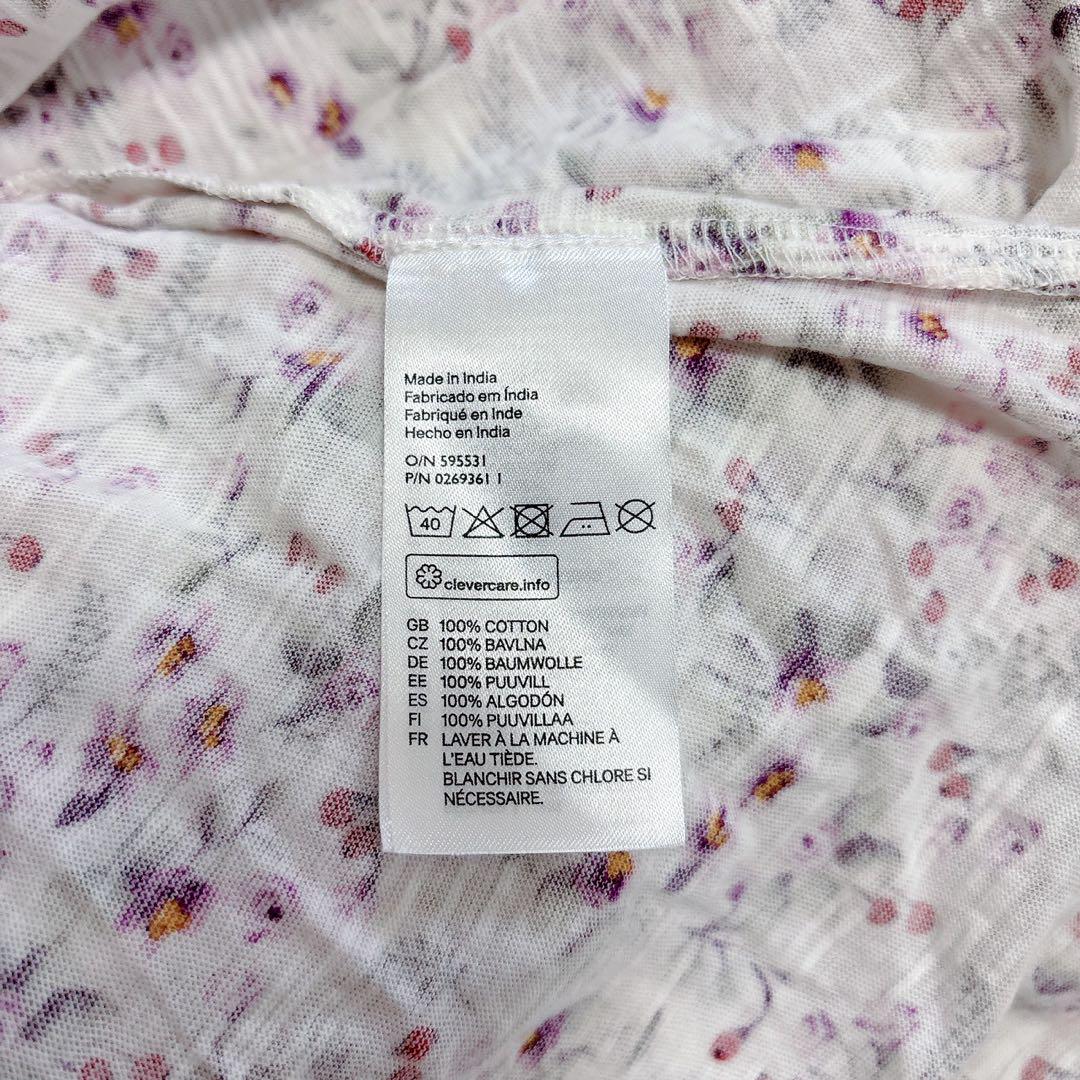 Made in India
Fabricado em Índia
Fabriqué en Inde
Hecho en India
O/N 595531
P/N 0269361 1
40
clevercare.info
GB 100% COTTON
CZ 100% BAVLNA
DE 100% BAUMWOLLE
EE 100% PUUVILL
ES 100% ALGODÓN
FI 100% PUUVILLAA
FR LAVER À LA MACHINE À
L'EAU TIÈDE.
BLANCHIR SANS CHLORE SI
NÉCESSAIRE.